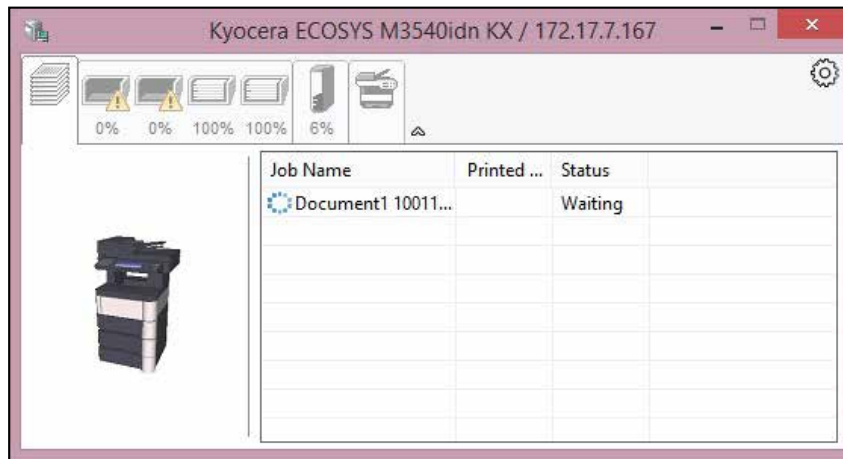 Kyocera ECOSYS M3540idn KX / 172.17.7.167
0% 0% 100% 100% 6%
Job Name Printed ... Status
Document1 10011... Waiting